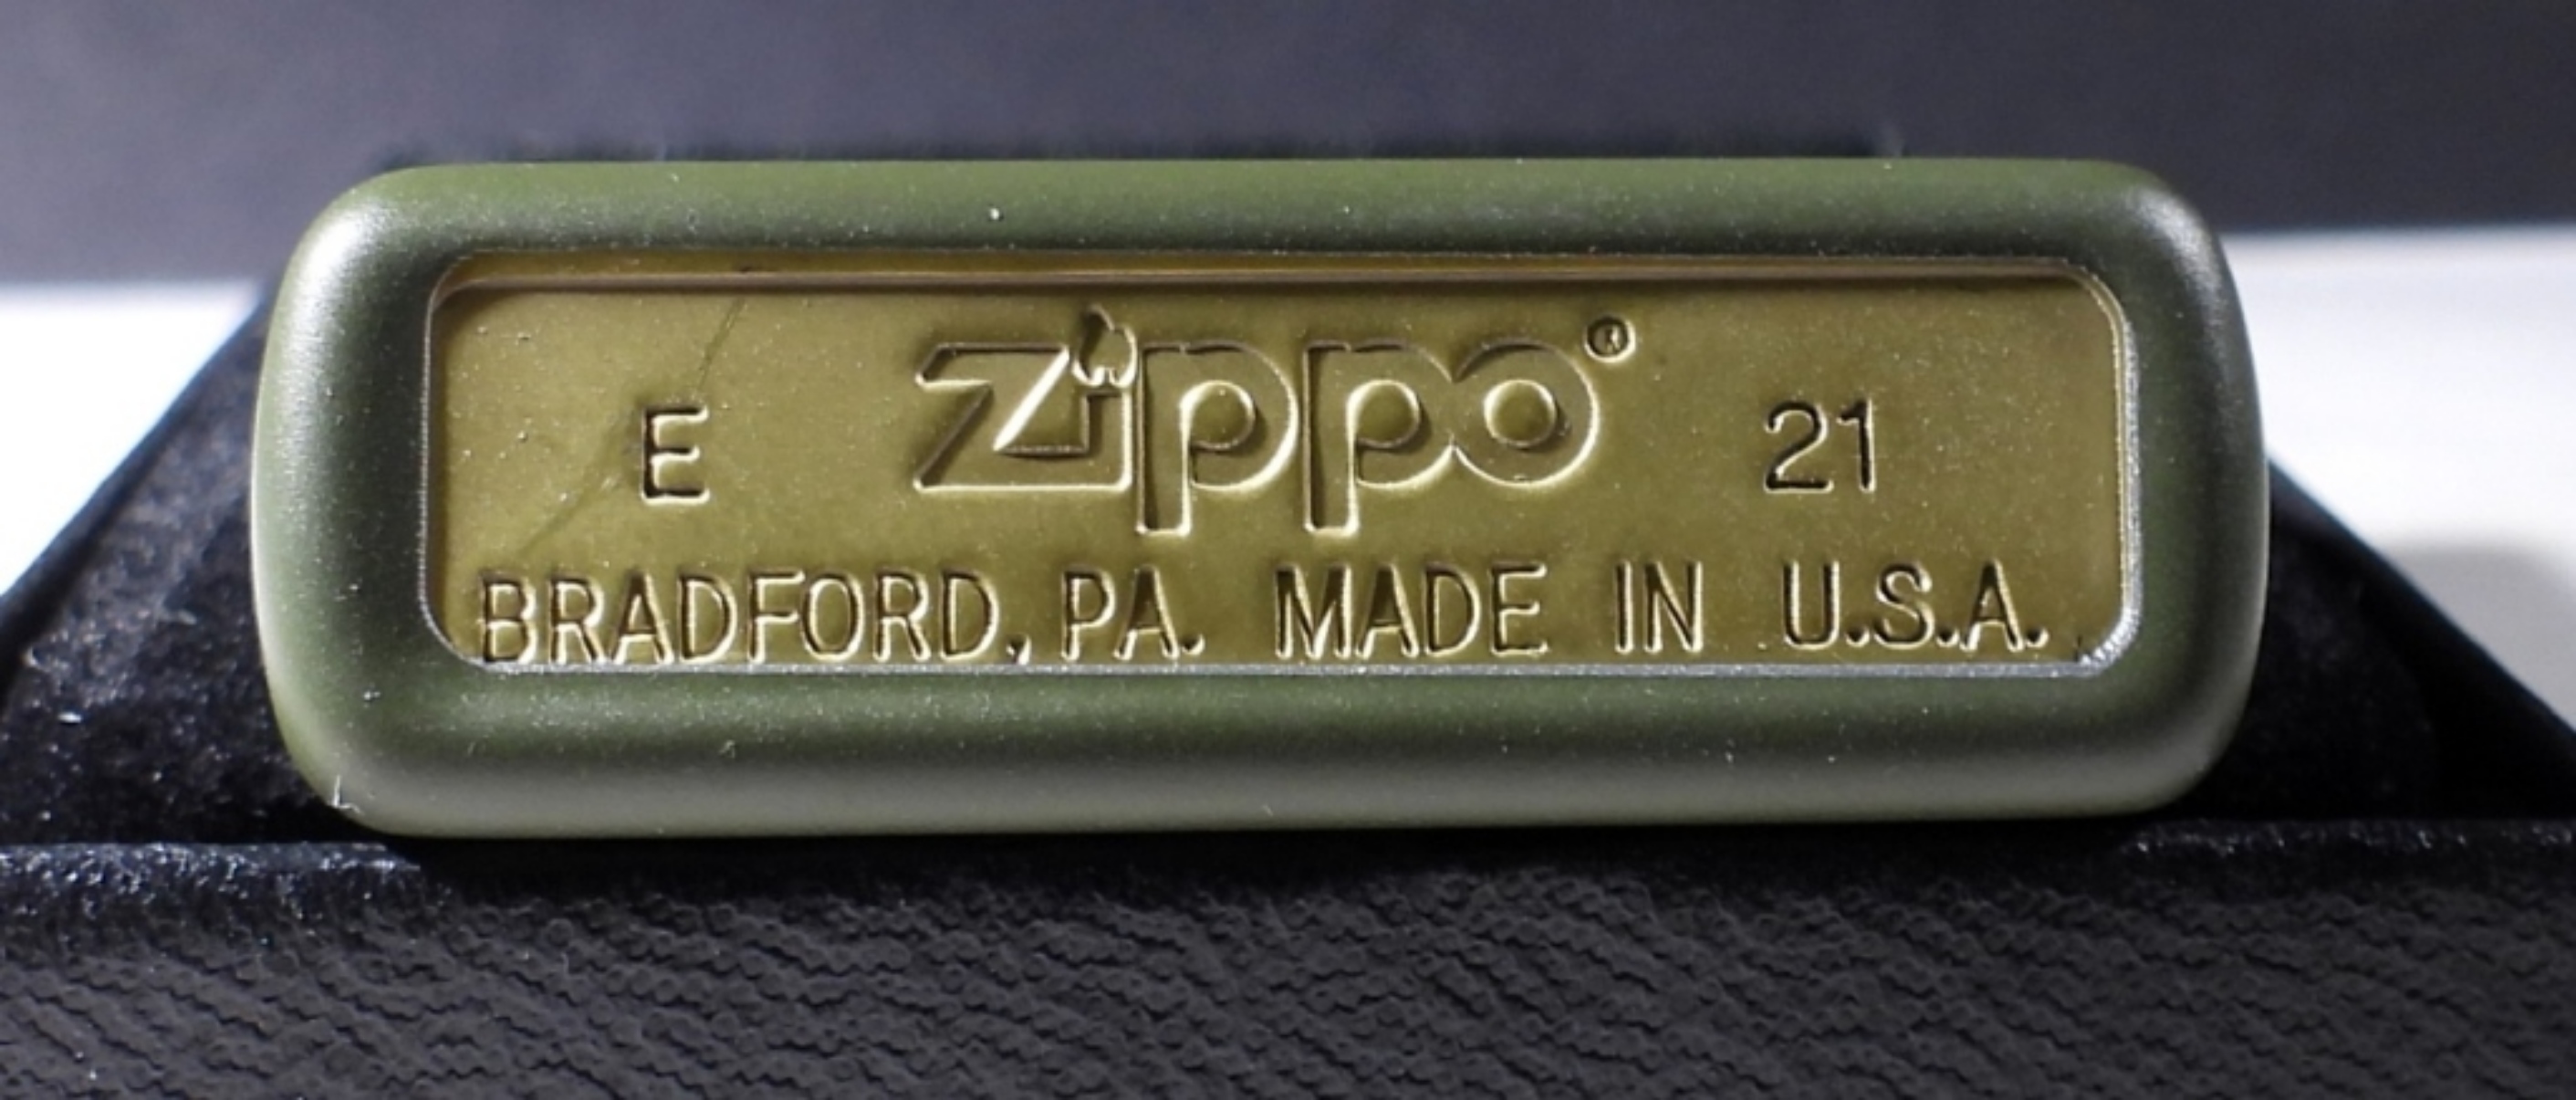 E Zippo® 21
BRADFORD, PA. MADE IN U.S.A.